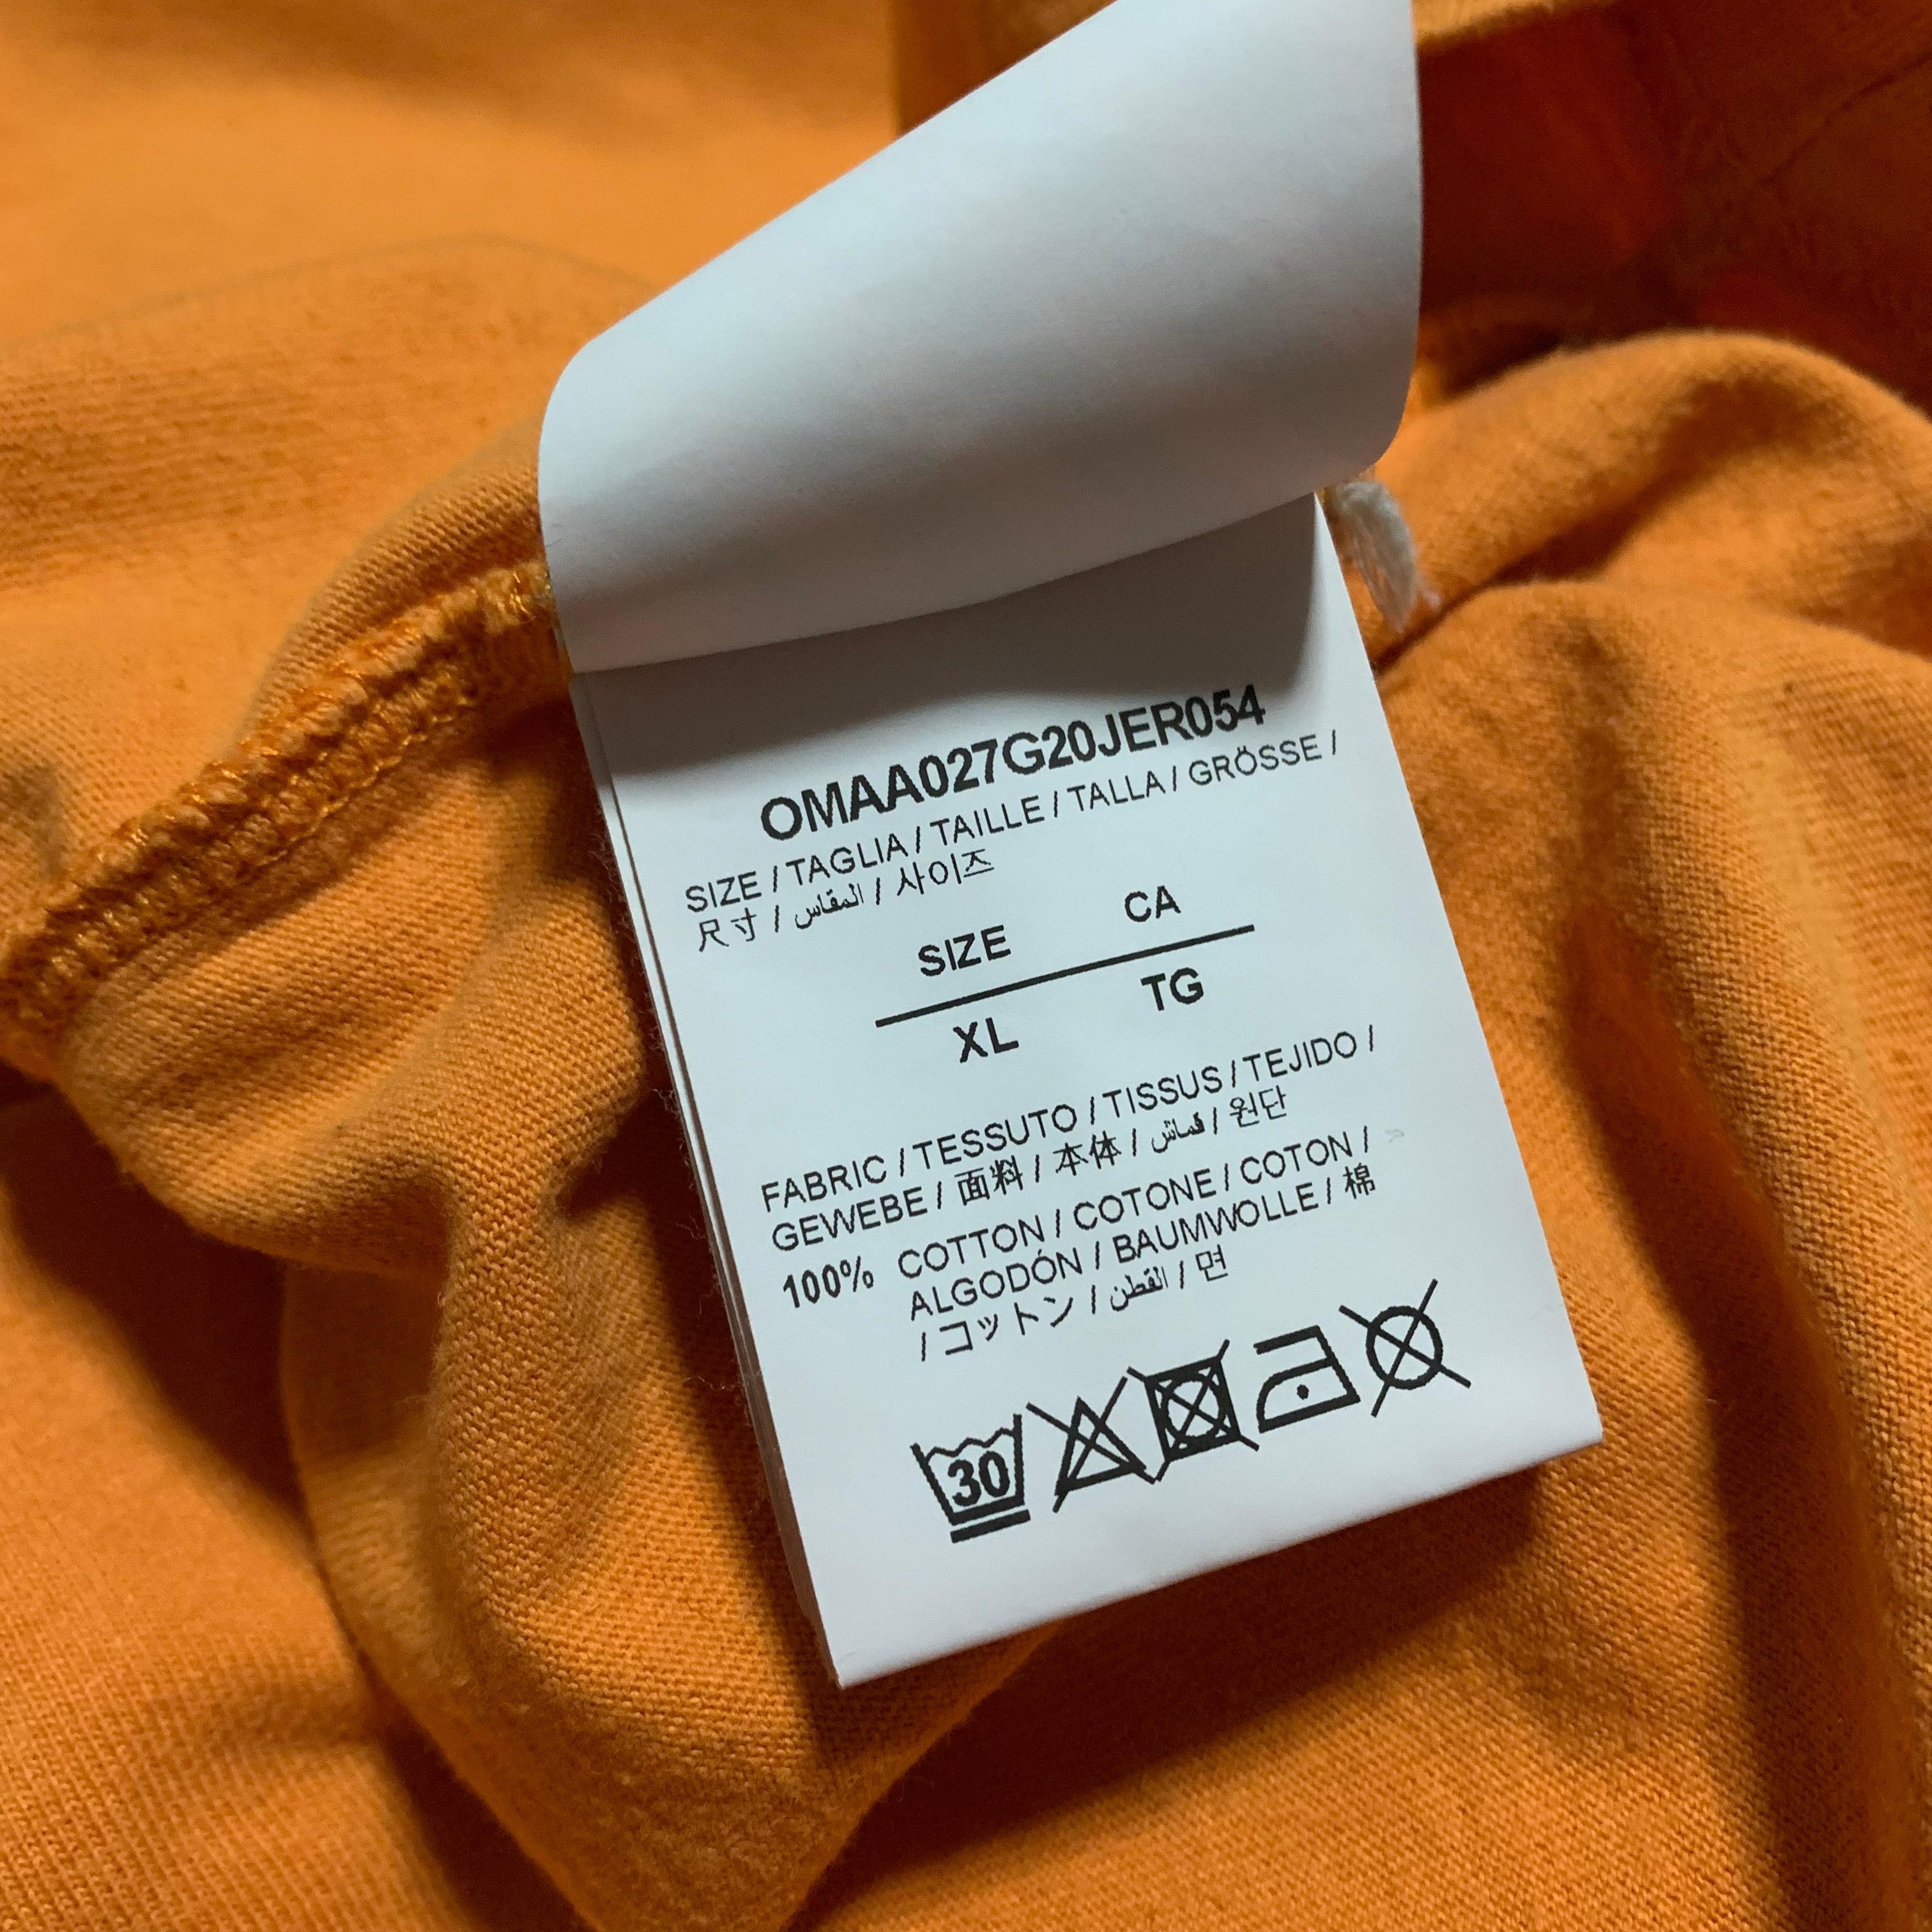 OMAA027G20JER054
SIZE / TAGLIA / TAILLE / TALLA / GRÖSSE /
尺寸 / المقاس / 사이즈
SIZE CA
XL TG
FABRIC / TESSUTO / TISSUS / TEJIDO /
GEWEBE / 面料 / 本体 / قماش / 원단
100% COTTON / COTONE / COTON /
ALGODÓN / BAUMWOLLE / 棉
/ コットン / القطن / 면
30